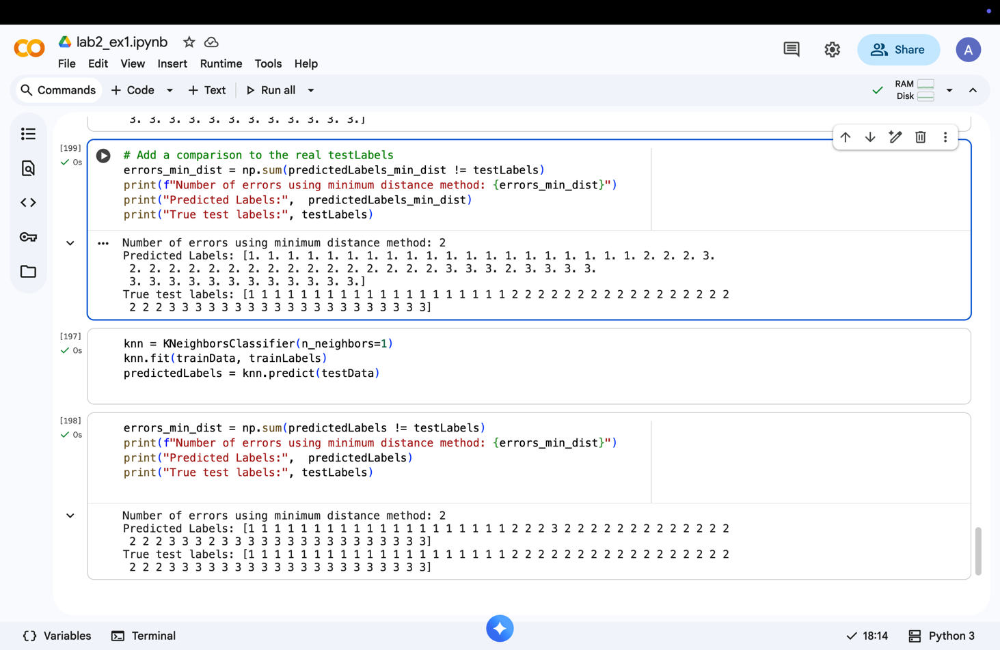 lab2_ex1.ipynb
File Edit View Insert Runtime Tools Help
Share
A
Commands + Code + Text Run all
RAM
Disk
3. 3. 3. 3. 3. 3. 3. 3. 3. 3. 3. 3.]
[199]
0s
# Add a comparison to the real testLabels
errors_min_dist = np.sum(predictedLabels_min_dist != testLabels)
print(f"Number of errors using minimum distance method: {errors_min_dist}")
print("Predicted Labels:",  predictedLabels_min_dist)
print("True test labels:", testLabels)
Number of errors using minimum distance method: 2
Predicted Labels: [1. 1. 1. 1. 1. 1. 1. 1. 1. 1. 1. 1. 1. 1. 1. 1. 1. 1. 1. 1. 2. 2. 2. 3.
2. 2. 2. 2. 2. 2. 2. 2. 2. 2. 2. 2. 2. 2. 2. 2. 3. 3. 3. 2. 3. 3. 3. 3.
3. 3. 3. 3. 3. 3. 3. 3. 3. 3. 3. 3.]
True test labels: [1 1 1 1 1 1 1 1 1 1 1 1 1 1 1 1 1 1 1 1 2 2 2 2 2 2 2 2 2 2 2 2 2 2 2 2 2
2 2 2 3 3 3 3 3 3 3 3 3 3 3 3 3 3 3 3 3 3 3 3]
[197]
0s
knn = KNeighborsClassifier(n_neighbors=1)
knn.fit(trainData, trainLabels)
predictedLabels = knn.predict(testData)
[198]
0s
errors_min_dist = np.sum(predictedLabels != testLabels)
print(f"Number of errors using minimum distance method: {errors_min_dist}")
print("Predicted Labels:",  predictedLabels)
print("True test labels:", testLabels)
Number of errors using minimum distance method: 2
Predicted Labels: [1 1 1 1 1 1 1 1 1 1 1 1 1 1 1 1 1 1 1 1 2 2 2 3 2 2 2 2 2 2 2 2 2 2 2 2 2
2 2 2 3 3 3 2 3 3 3 3 3 3 3 3 3 3 3 3 3 3 3 3]
True test labels: [1 1 1 1 1 1 1 1 1 1 1 1 1 1 1 1 1 1 1 1 2 2 2 2 2 2 2 2 2 2 2 2 2 2 2 2 2
2 2 2 3 3 3 3 3 3 3 3 3 3 3 3 3 3 3 3 3 3 3 3]
Variables Terminal 18:14 Python 3